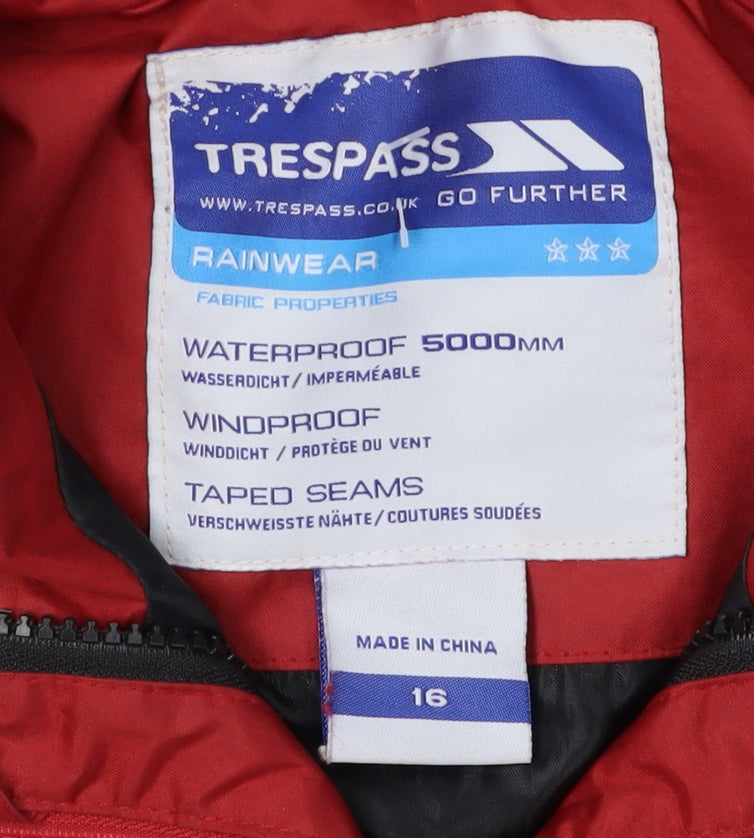 TRESPASS
WWW.TRESPASS.CO.UK GO FURTHER
RAINWEAR
FABRIC PROPERTIES
WATERPROOF 5000MM
WASSERDICHT / IMPERMÉABLE
WINDPROOF
WINDDICHT / PROTÈGE DU VENT
TAPED SEAMS
VERSCHWEISSTE NÄHTE / COUTURES SOUDÉES
MADE IN CHINA
16